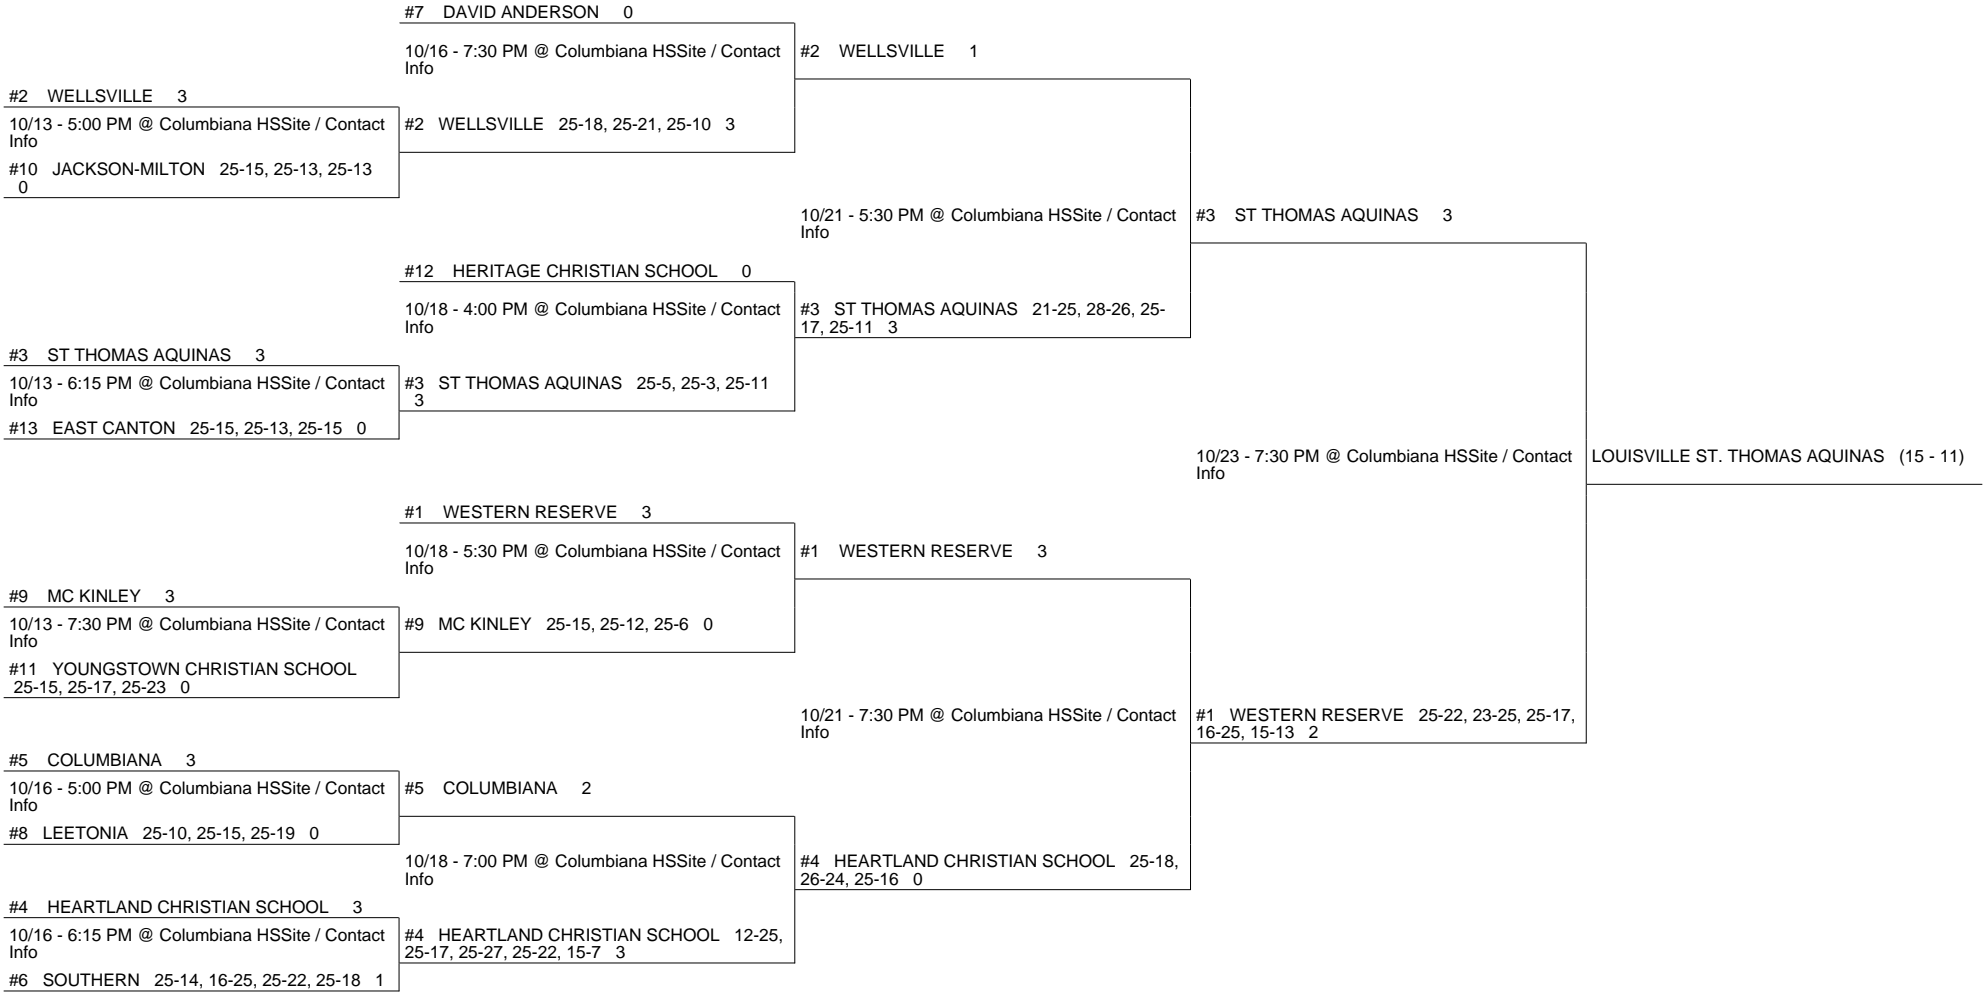 #7 DAVID ANDERSON 0
10/16 - 7:30 PM @ Columbiana HSSite / Contact
Info
#2 WELLSVILLE 1
#2 WELLSVILLE 3
10/13 - 5:00 PM @ Columbiana HSSite / Contact
Info
#2 WELLSVILLE 25-18, 25-21, 25-10 3
#10 JACKSON-MILTON 25-15, 25-13, 25-13
0
10/21 - 5:30 PM @ Columbiana HSSite / Contact
Info
#3 ST THOMAS AQUINAS 3
#12 HERITAGE CHRISTIAN SCHOOL 0
10/18 - 4:00 PM @ Columbiana HSSite / Contact
Info
#3 ST THOMAS AQUINAS 21-25, 28-26, 25-
17, 25-11 3
#3 ST THOMAS AQUINAS 3
10/13 - 6:15 PM @ Columbiana HSSite / Contact
Info
#3 ST THOMAS AQUINAS 25-5, 25-3, 25-11
3
#13 EAST CANTON 25-15, 25-13, 25-15 0
10/23 - 7:30 PM @ Columbiana HSSite / Contact
Info
LOUISVILLE ST. THOMAS AQUINAS (15 - 11)
#1 WESTERN RESERVE 3
10/18 - 5:30 PM @ Columbiana HSSite / Contact
Info
#1 WESTERN RESERVE 3
#9 MC KINLEY 3
10/13 - 7:30 PM @ Columbiana HSSite / Contact
Info
#9 MC KINLEY 25-15, 25-12, 25-6 0
#11 YOUNGSTOWN CHRISTIAN SCHOOL
25-15, 25-17, 25-23 0
10/21 - 7:30 PM @ Columbiana HSSite / Contact
Info
#1 WESTERN RESERVE 25-22, 23-25, 25-17,
16-25, 15-13 2
#5 COLUMBIANA 3
10/16 - 5:00 PM @ Columbiana HSSite / Contact
Info
#5 COLUMBIANA 2
#8 LEETONIA 25-10, 25-15, 25-19 0
10/18 - 7:00 PM @ Columbiana HSSite / Contact
Info
#4 HEARTLAND CHRISTIAN SCHOOL 25-18,
26-24, 25-16 0
#4 HEARTLAND CHRISTIAN SCHOOL 3
10/16 - 6:15 PM @ Columbiana HSSite / Contact
Info
#4 HEARTLAND CHRISTIAN SCHOOL 12-25,
25-17, 25-27, 25-22, 15-7 3
#6 SOUTHERN 25-14, 16-25, 25-22, 25-18 1